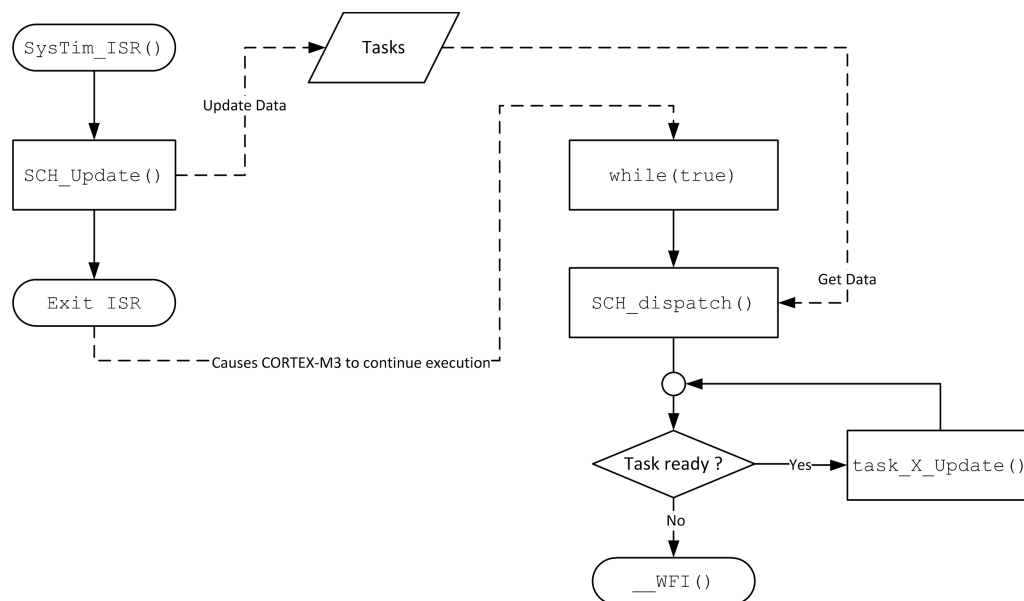 SysTim_ISR()
Tasks
Update Data
SCH_Update()
while(true)
Exit ISR
SCH_dispatch()
Get Data
Causes CORTEX-M3 to continue execution
Task ready ?
Yes
task_X_Update()
No
__WFI()